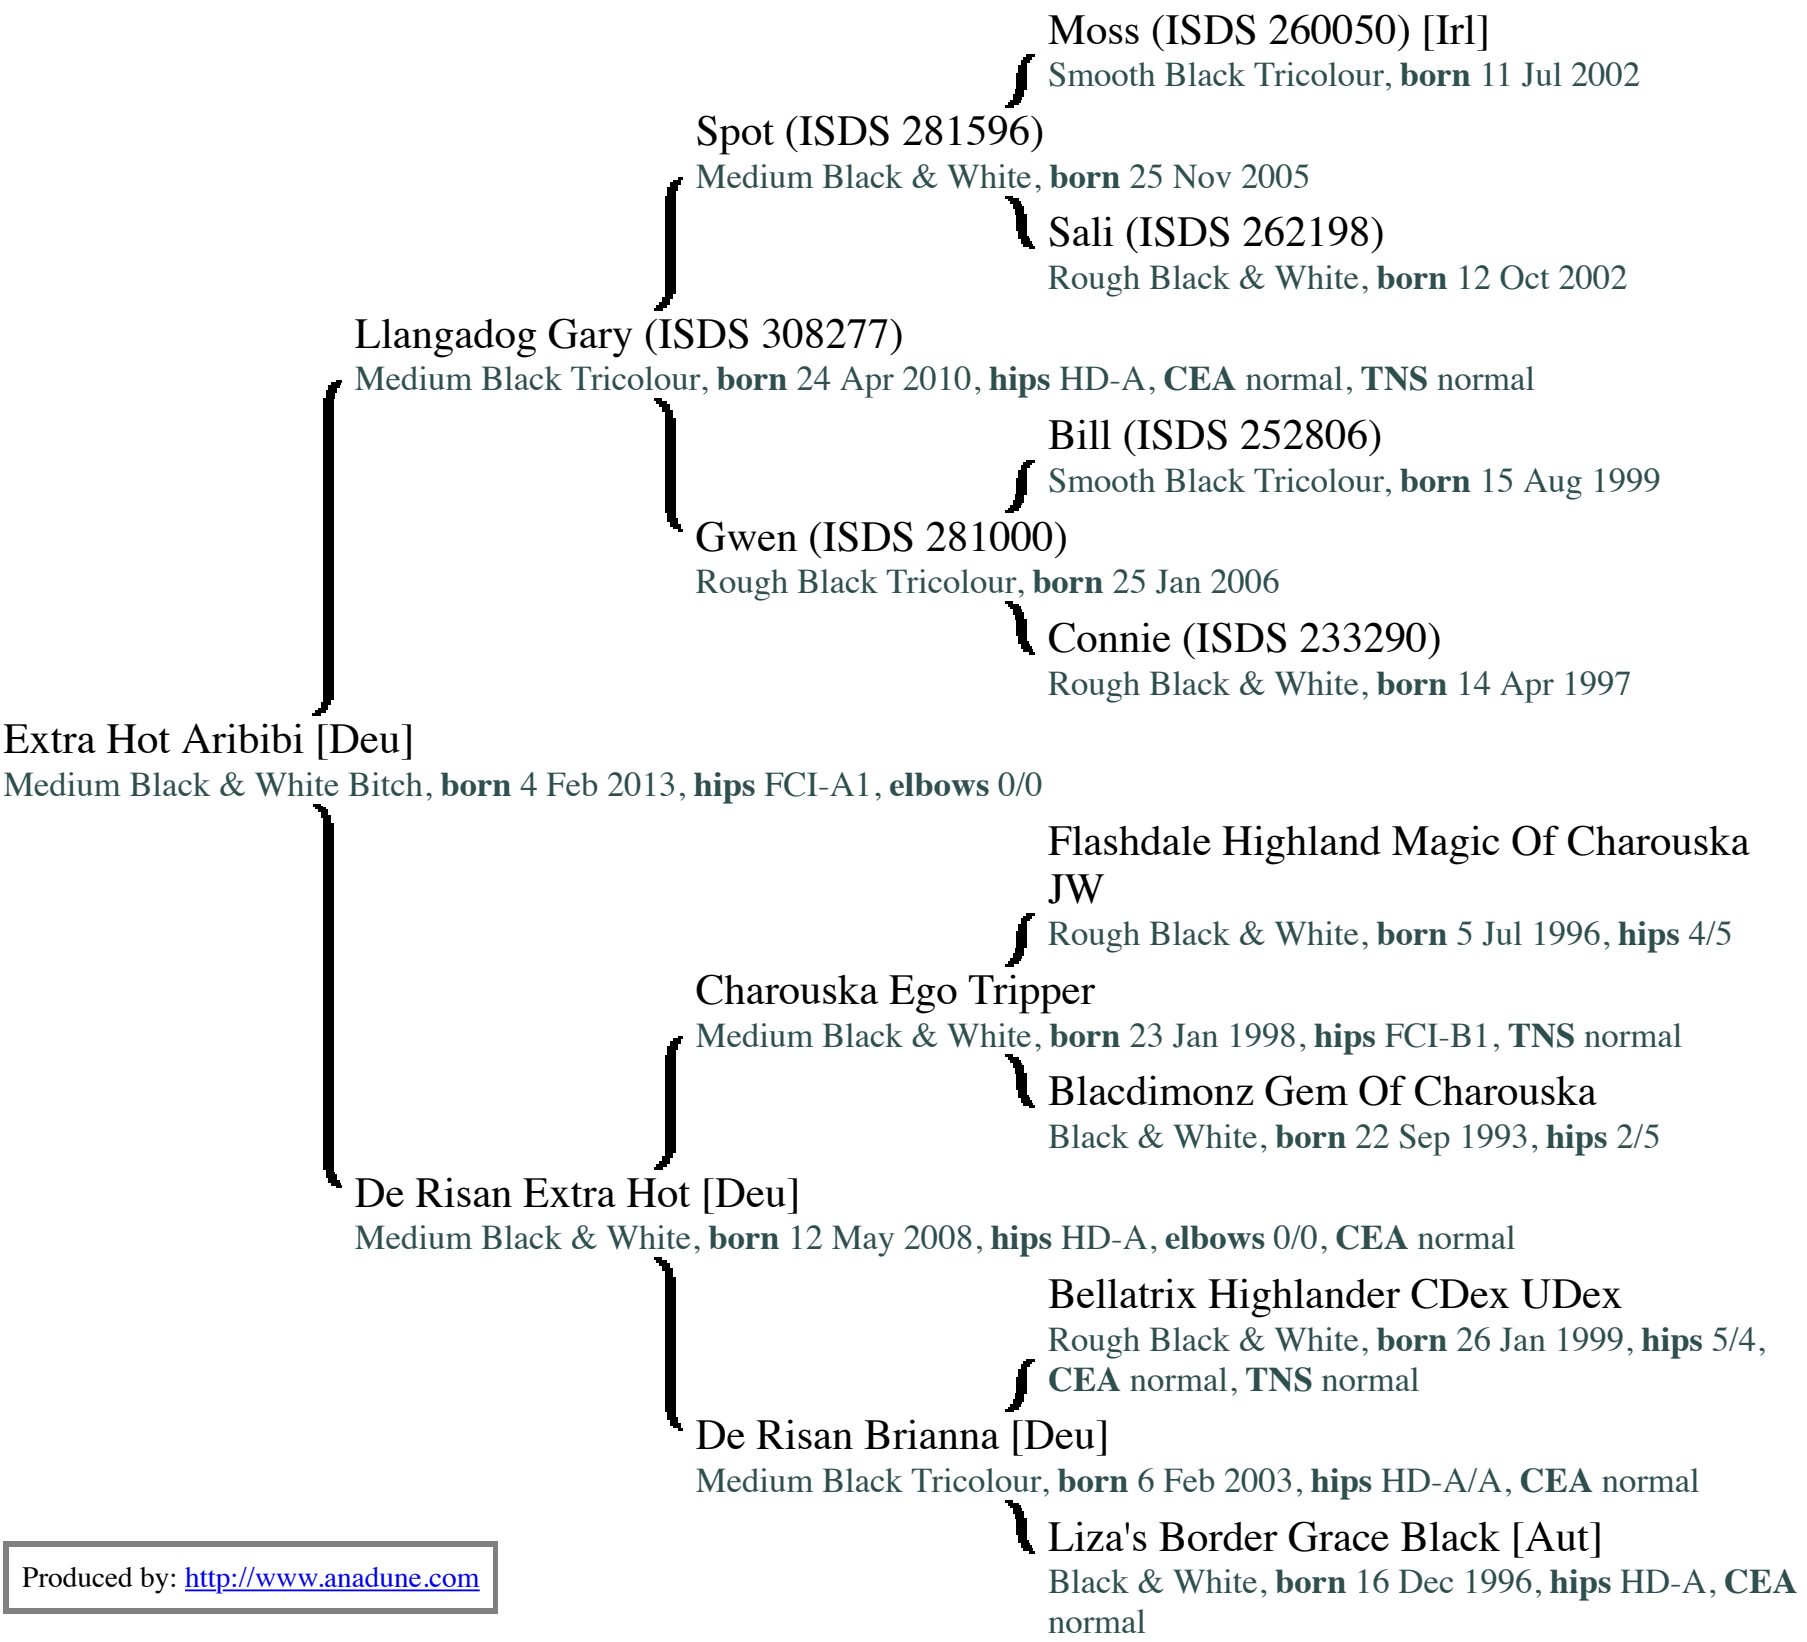 Moss (ISDS 260050) [Irl]
Smooth Black Tricolour, born 11 Jul 2002
Spot (ISDS 281596)
Medium Black & White, born 25 Nov 2005
Sali (ISDS 262198)
Rough Black & White, born 12 Oct 2002
Llangadog Gary (ISDS 308277)
Medium Black Tricolour, born 24 Apr 2010, hips HD-A, CEA normal, TNS normal
Bill (ISDS 252806)
Smooth Black Tricolour, born 15 Aug 1999
Gwen (ISDS 281000)
Rough Black Tricolour, born 25 Jan 2006
Connie (ISDS 233290)
Rough Black & White, born 14 Apr 1997
Extra Hot Aribibi [Deu]
Medium Black & White Bitch, born 4 Feb 2013, hips FCI-A1, elbows 0/0
Flashdale Highland Magic Of Charouska
JW
Rough Black & White, born 5 Jul 1996, hips 4/5
Charouska Ego Tripper
Medium Black & White, born 23 Jan 1998, hips FCI-B1, TNS normal
Blacdimonz Gem Of Charouska
Black & White, born 22 Sep 1993, hips 2/5
De Risan Extra Hot [Deu]
Medium Black & White, born 12 May 2008, hips HD-A, elbows 0/0, CEA normal
Bellatrix Highlander CDex UDex
Rough Black & White, born 26 Jan 1999, hips 5/4,
CEA normal, TNS normal
De Risan Brianna [Deu]
Medium Black Tricolour, born 6 Feb 2003, hips HD-A/A, CEA normal
Liza's Border Grace Black [Aut]
Black & White, born 16 Dec 1996, hips HD-A, CEA
normal
Produced by: http://www.anadune.com